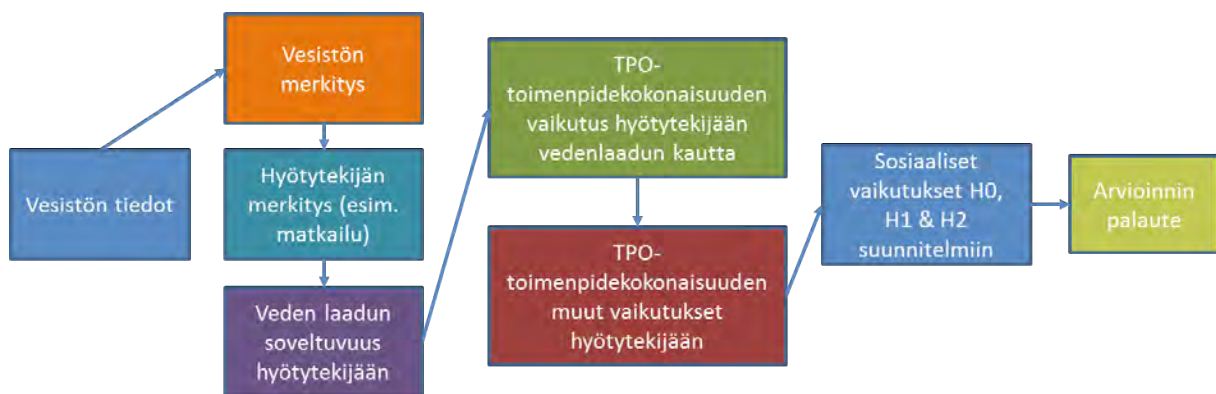 Vesistön tiedot
Vesistön
merkitys
Hyötytekijän
merkitys (esim.
matkailu)
Veden laadun
soveltuvuus
hyötytekijään
TPO-
toimenpidekokonaisuuden
vaikutus hyötytekijään
vedenlaadun kautta
TPO-
toimenpidekokonaisuuden
muut vaikutukset
hyötytekijään
Sosiaaliset
vaikutukset H0,
H1 & H2
suunnitelmiin
Arvioinnin
palaute